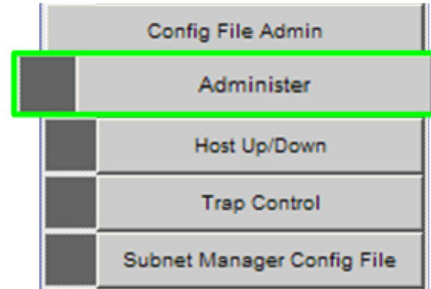 Config File Admin
Administer
Host Up/Down
Trap Control
Subnet Manager Config File